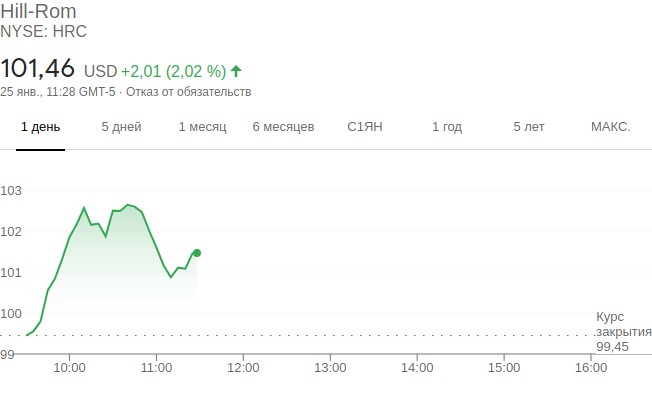 Hill-Rom
NYSE: HRC
101,46 USD +2,01 (2,02 %)
25 янв., 11:28 GMT-5 · Отказ от обязательств
1 день 5 дней 1 месяц 6 месяцев С1ЯН 1 год 5 лет МАКС.
103
102
101
100
Курс
закрытия
99,45
99
10:00 11:00 12:00 13:00 14:00 15:00 16:00